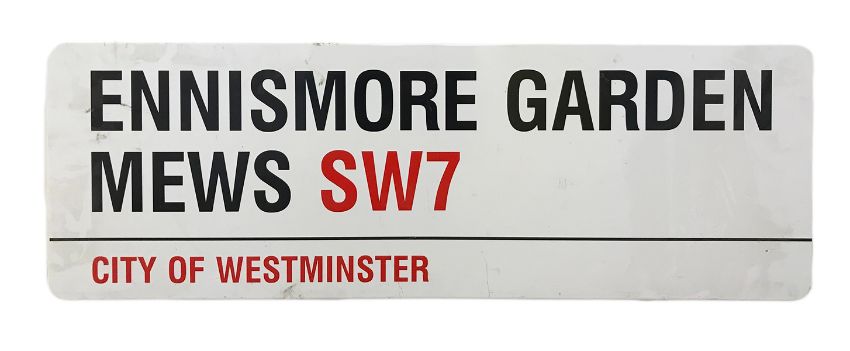 ENNISMORE GARDEN
MEWS SW7
CITY OF WESTMINSTER